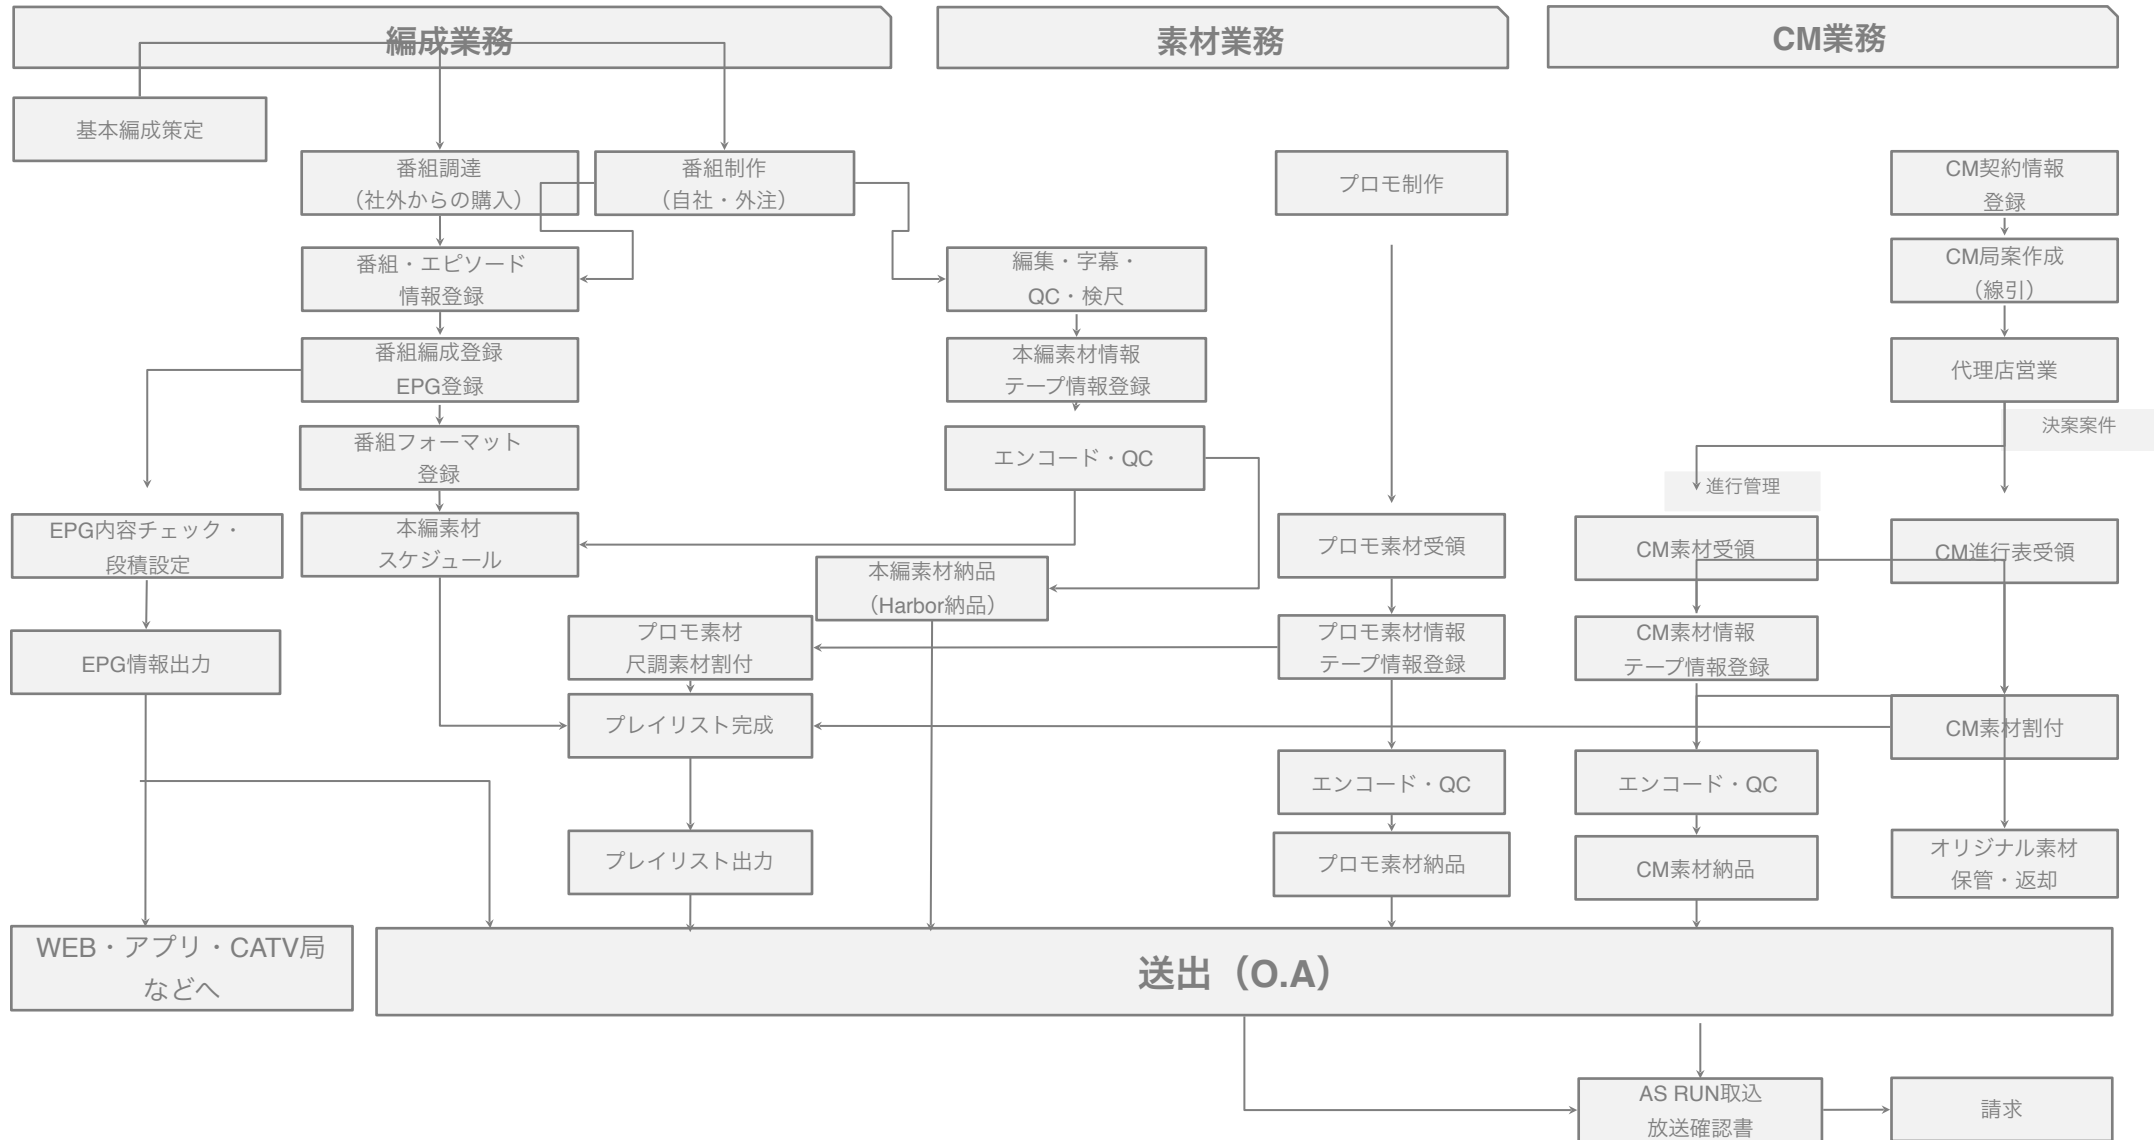 編成業務
素材業務
CM業務
基本編成策定
番組調達
（社外からの購入）
番組制作
（自社・外注）
プロモ制作
CM契約情報
登録
番組・エピソード
情報登録
編集・字幕・
QC・検尺
CM局案作成
（線引）
番組編成登録
EPG登録
本編素材情報
テープ情報登録
代理店営業
決案案件
番組フォーマット
登録
エンコード・QC
進行管理
EPG内容チェック・
段積設定
本編素材
スケジュール
本編素材納品
（Harbor納品）
プロモ素材受領
CM素材受領
CM進行表受領
EPG情報出力
プロモ素材
尺調素材割付
プロモ素材情報
テープ情報登録
CM素材情報
テープ情報登録
プレイリスト完成
CM素材割付
エンコード・QC
エンコード・QC
プレイリスト出力
プロモ素材納品
CM素材納品
オリジナル素材
保管・返却
WEB・アプリ・CATV局
などへ
送出（O.A）
AS RUN取込
放送確認書
請求